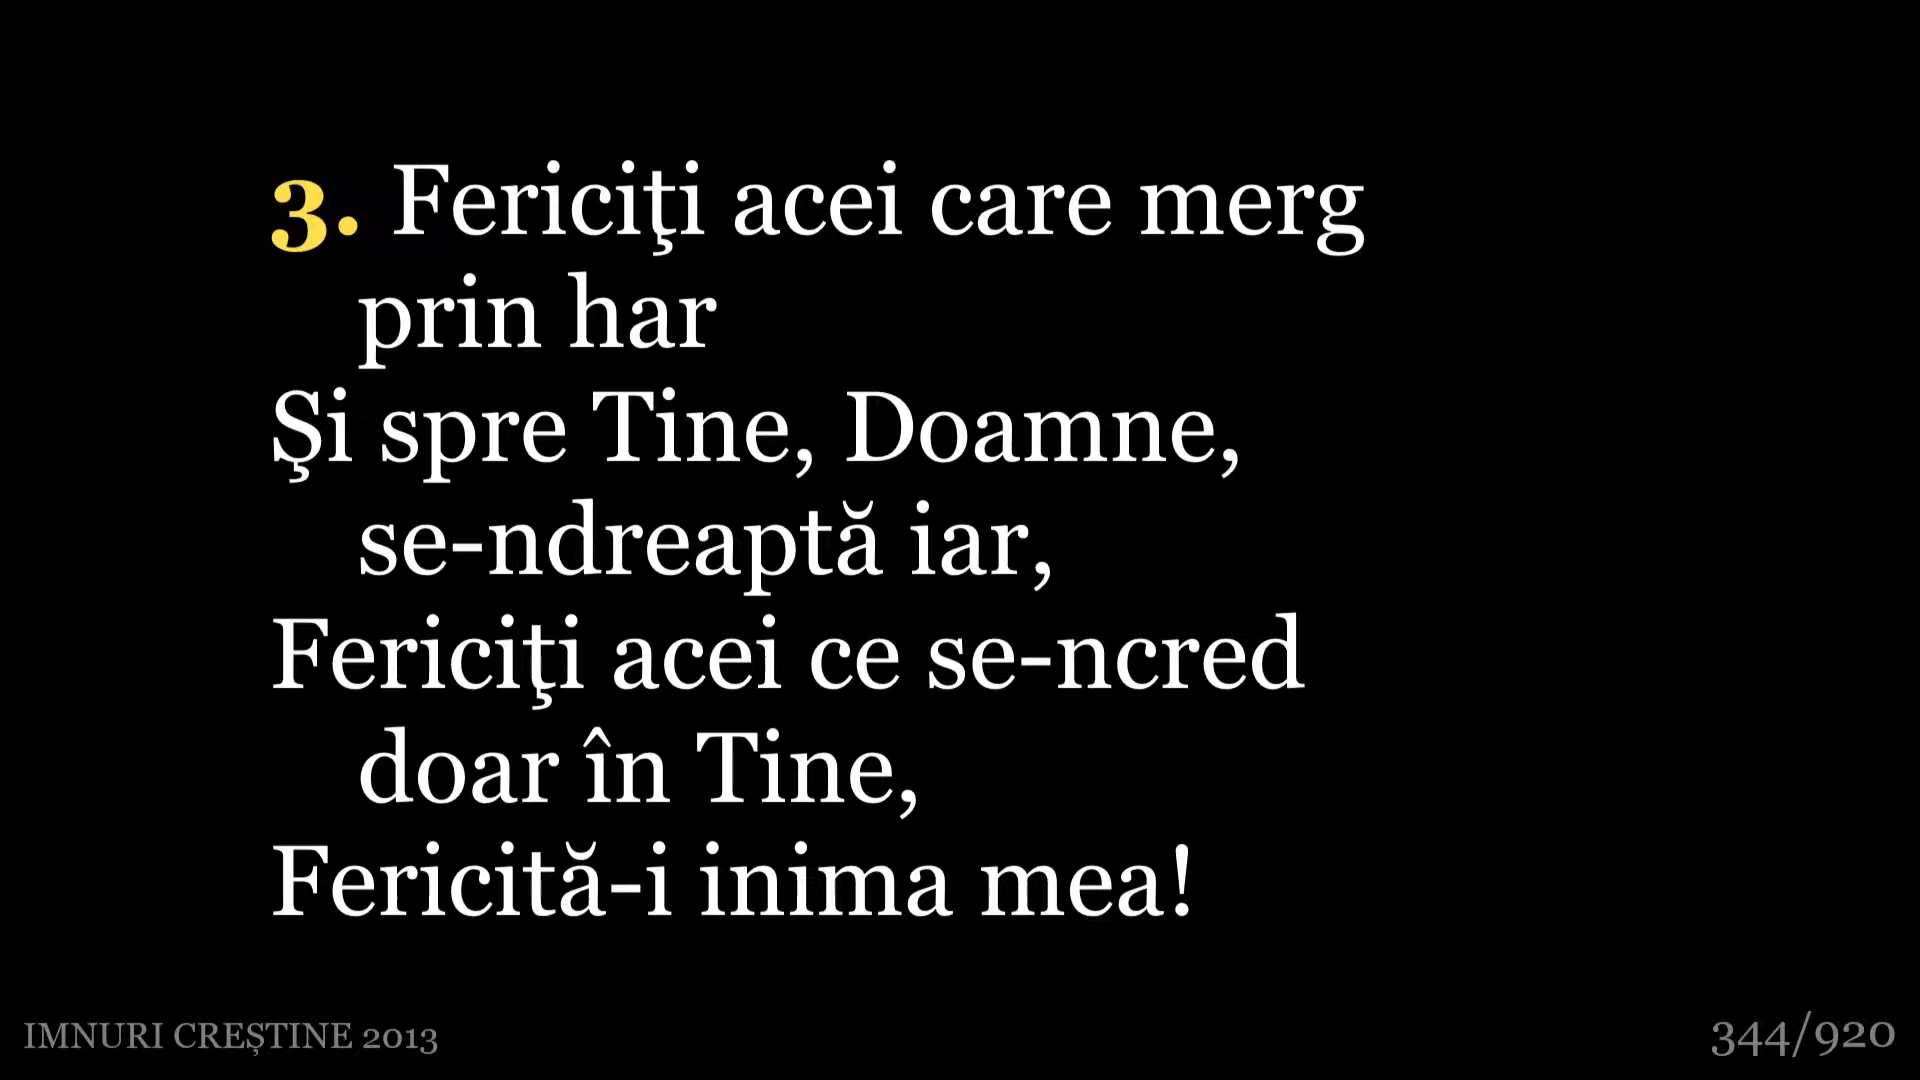 3. Fericiţi acei care merg
prin har
Şi spre Tine, Doamne,
se-ndreaptă iar,
Fericiţi acei ce se-ncred
doar în Tine,
Fericită-i inima mea!
IMNURI CREȘTINE 2013
344/920